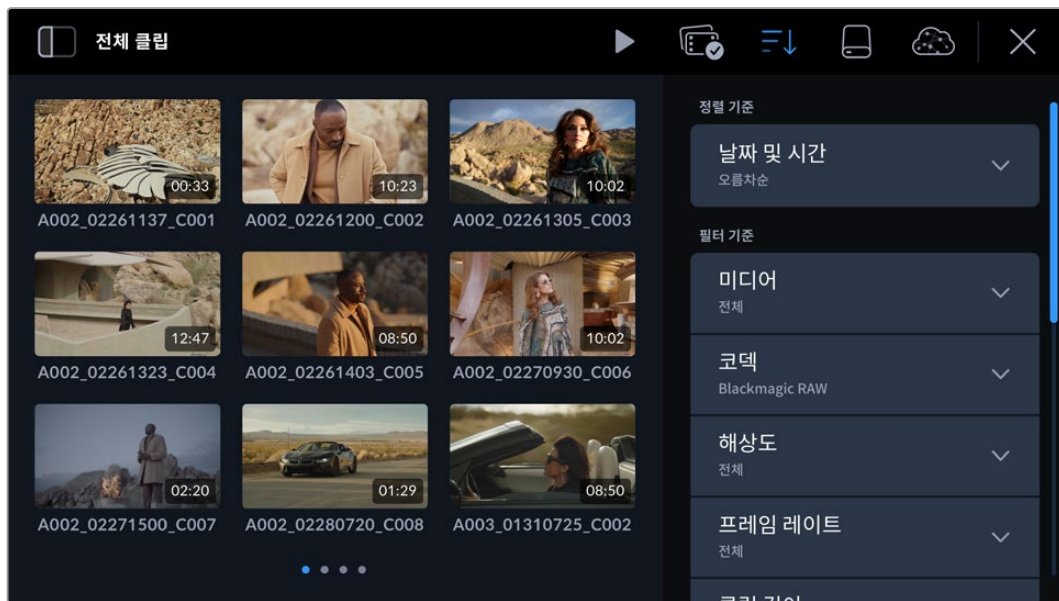 전체 클립
00:33
10:23
10:02
A002_02261137_C001
A002_02261200_C002
A002_02261305_C003
12:47
08:50
10:02
A002_02261323_C004
A002_02261403_C005
A002_02270930_C006
02:20
01:29
08:50
A002_02271500_C007
A002_02280720_C008
A003_01310725_C002
정렬 기준
날짜 및 시간
오름차순
필터 기준
미디어
전체
코덱
Blackmagic RAW
해상도
전체
프레임 레이트
전체